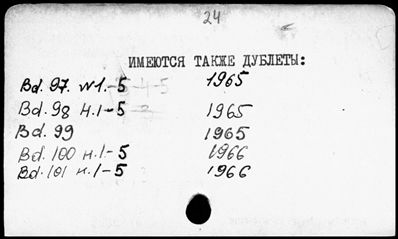 24
ИМЕЮТСЯ ТАКЖЕ ДУБЛЕТЫ:
Bd. 97. N1.-5 1965
Bd. 98 H.1.-5 1965
Bd. 99 1965
Bd. 100 H.1-5 1966
Bd. 101 H.1-5 1966